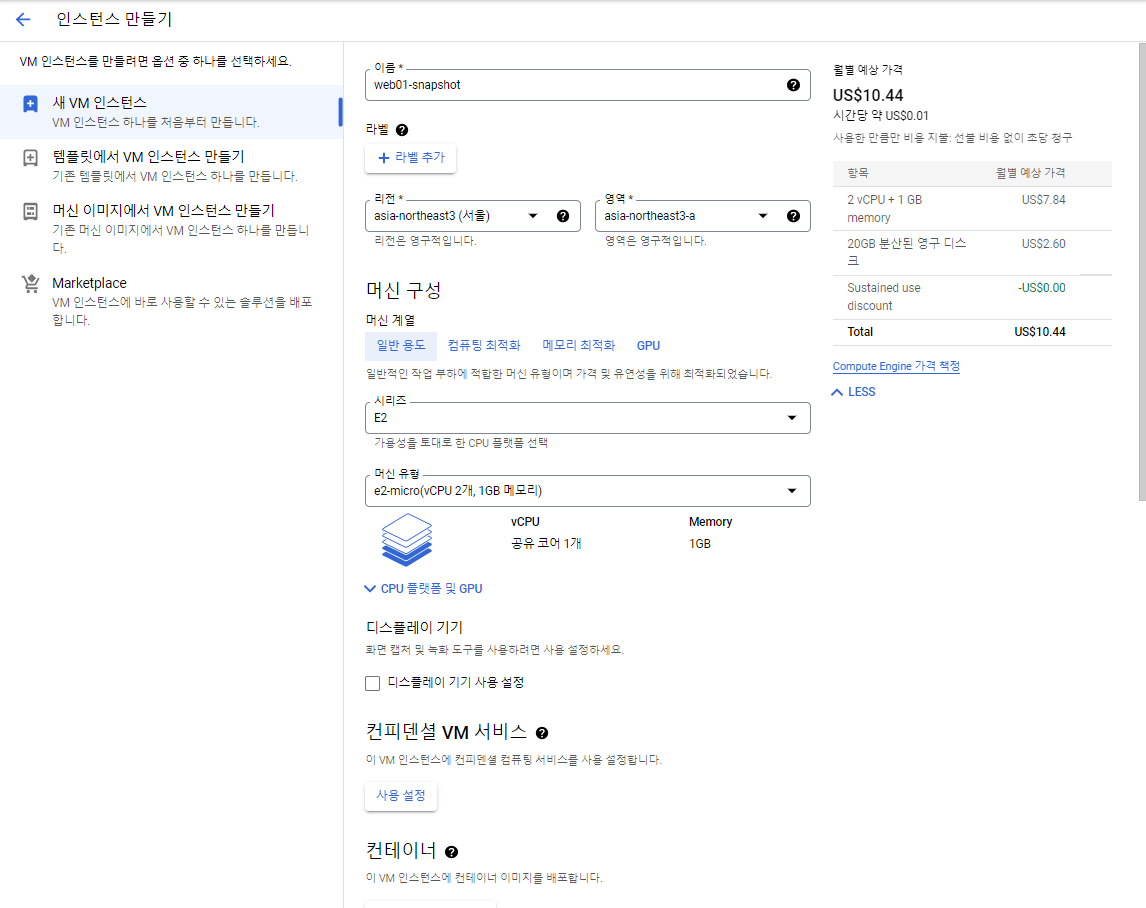 인스턴스 만들기
VM 인스턴스를 만들려면 옵션 중 하나를 선택하세요.
새 VM 인스턴스
VM 인스턴스 하나를 처음부터 만듭니다.
템플릿에서 VM 인스턴스 만들기
기존 템플릿에서 VM 인스턴스 하나를 만듭니다.
머신 이미지에서 VM 인스턴스 만들기
기존 머신 이미지에서 VM 인스턴스 하나를 만듭니
다.
Marketplace
VM 인스턴스에 바로 사용할 수 있는 솔루션을 배포
합니다.
이름 *
web01-snapshot
라벨
+ 라벨 추가
리전 *
asia-northeast3 (서울)
리전은 영구적입니다.
영역 *
asia-northeast3-a
영역은 영구적입니다.
머신 구성
머신 계열
일반 용도 컴퓨팅 최적화 메모리 최적화 GPU
일반적인 작업 부하에 적합한 머신 유형이며 가격 및 유연성을 위해 최적화되었습니다.
시리즈
E2
가용성을 토대로 한 CPU 플랫폼 선택
머신 유형
e2-micro(vCPU 2개, 1GB 메모리)
vCPU Memory
공유 코어 1개 1GB
CPU 플랫폼 및 GPU
디스플레이 기기
화면 캡처 및 녹화 도구를 사용하려면 사용 설정하세요.
디스플레이 기기 사용 설정
컨피덴셜 VM 서비스
이 VM 인스턴스에 컨피덴셜 컴퓨팅 서비스를 사용 설정합니다.
사용 설정
컨테이너
이 VM 인스턴스에 컨테이너 이미지를 배포합니다.
월별 예상 가격
US$10.44
시간당 약 US$0.01
사용한 만큼만 비용 지불: 선불 비용 없이 초당 청구
항목 월별 예상 가격
2 vCPU + 1 GB US$7.84
memory
20GB 분산된 영구 디스 US$2.60
크
Sustained use -US$0.00
discount
Total US$10.44
Compute Engine 가격 책정
LESS